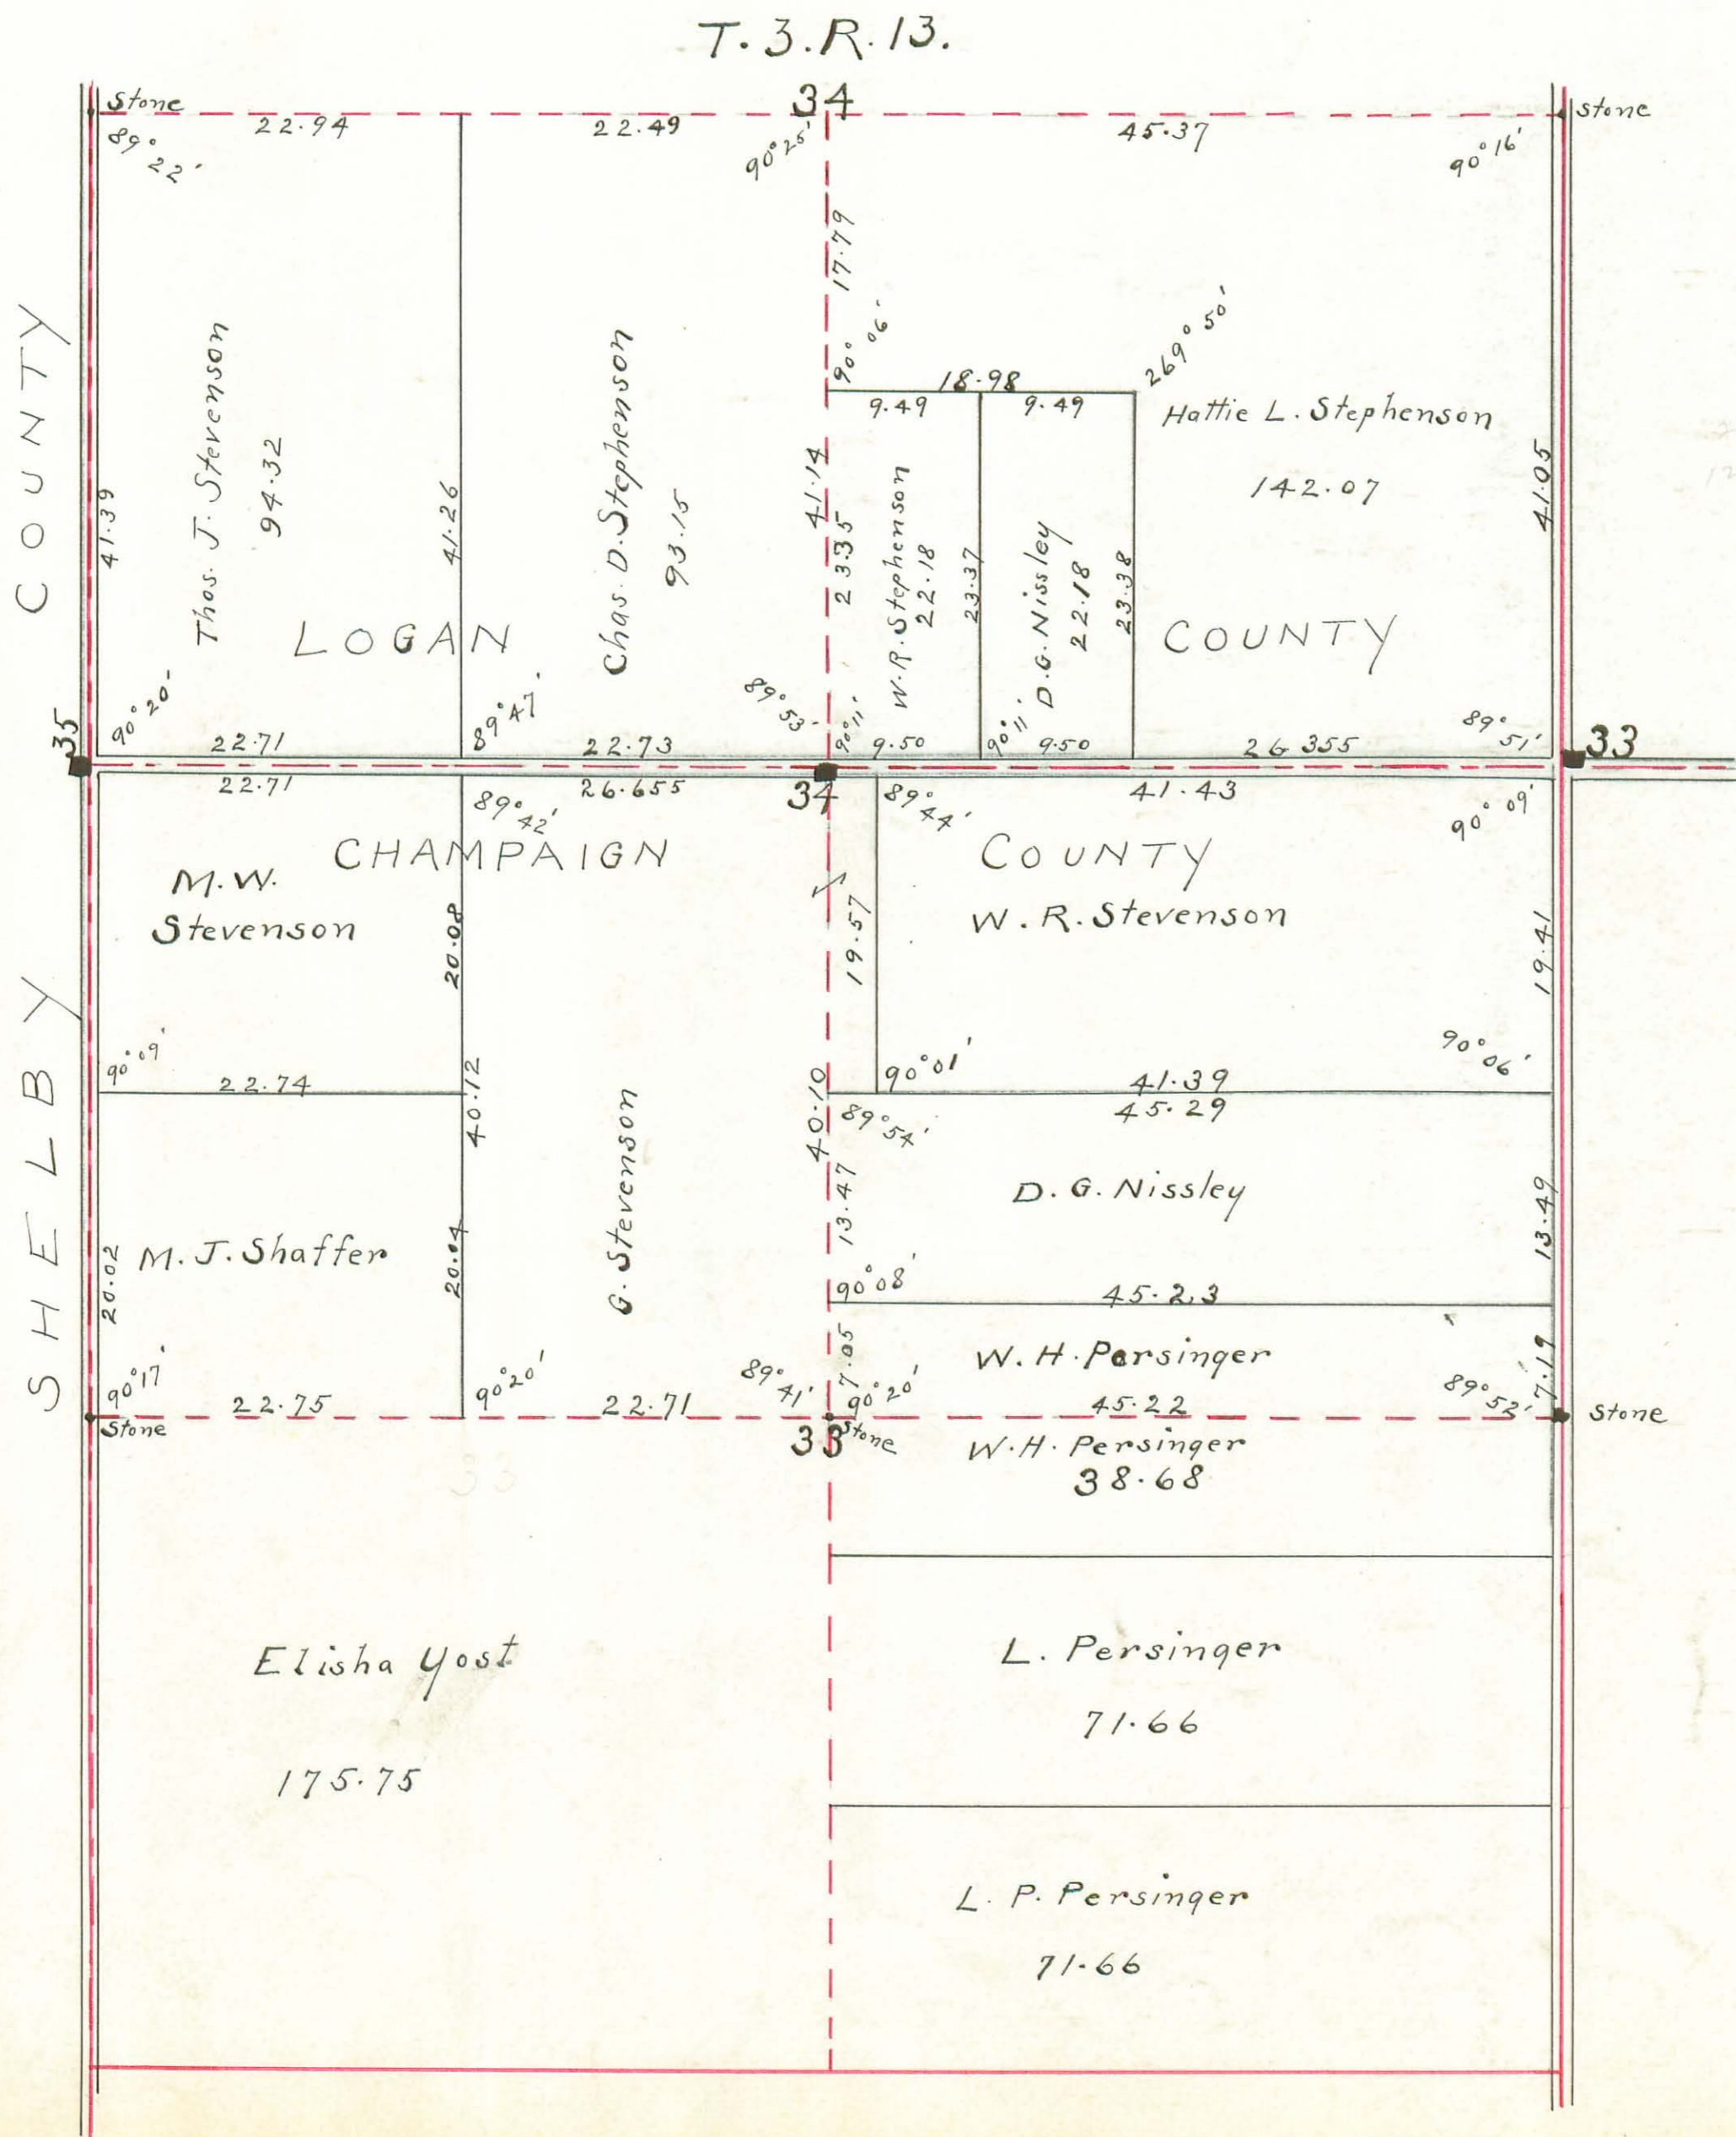 T. 3. R. 13.
34
Stone
22.94
22.49
45.37
Stone
89° 22'
90° 25'
90° 16'
17.79
90° 06'
18.98
269° 50'
9.49
9.49
Hattie L. Stephenson
142.07
Thos. J. Stevenson
94.32
Chas. D. Stephenson
93.15
W. R. Stephenson
22.18
D. G. Nissley
22.18
41.39
41.26
41.14
23.35
23.37
23.38
41.05
COUNTY
LOGAN
COUNTY
90° 20'
89° 47'
89° 53'
90° 11'
90° 11'
89° 51'
35
22.71
22.73
9.50
9.50
26 355
33
22.71
26.655
34
41.43
89° 42'
89° 44'
90° 09'
CHAMPAIGN
COUNTY
M. W.
Stevenson
W. R. Stevenson
20.08
19.57
19.41
90° 09'
90° 01'
90° 06'
22.74
41.39
40.12
40.10
89° 54'
45.29
SHELBY
G. Stevenson
D. G. Nissley
13.47
13.49
M. J. Shaffer
20.02
20.04
90° 08'
45.23
7.05
W. H. Persinger
7.19
90° 17'
90° 20'
89° 41'
90° 20'
89° 52'
22.75
22.71
45.22
Stone
33
Stone
Stone
W. H. Persinger
38.68
33
Elisha Yost
175.75
L. Persinger
71.66
L. P. Persinger
71.66